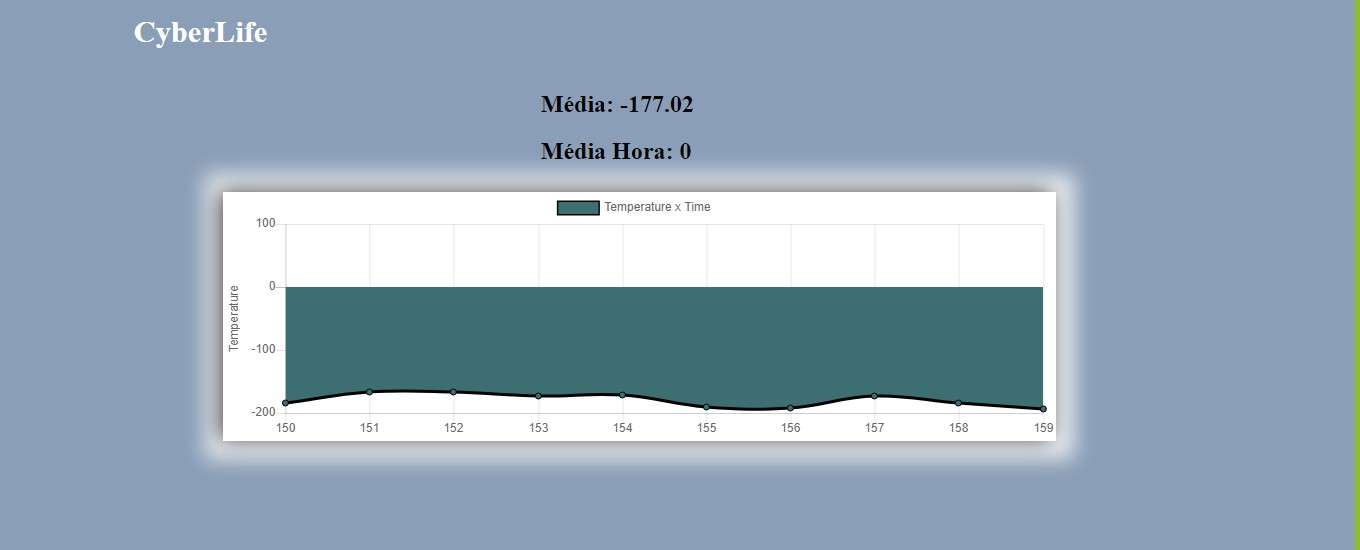 CyberLife
Média: -177.02
Média Hora: 0
Temperature x Time
100
0
-100
-200
Temperature
150 151 152 153 154 155 156 157 158 159